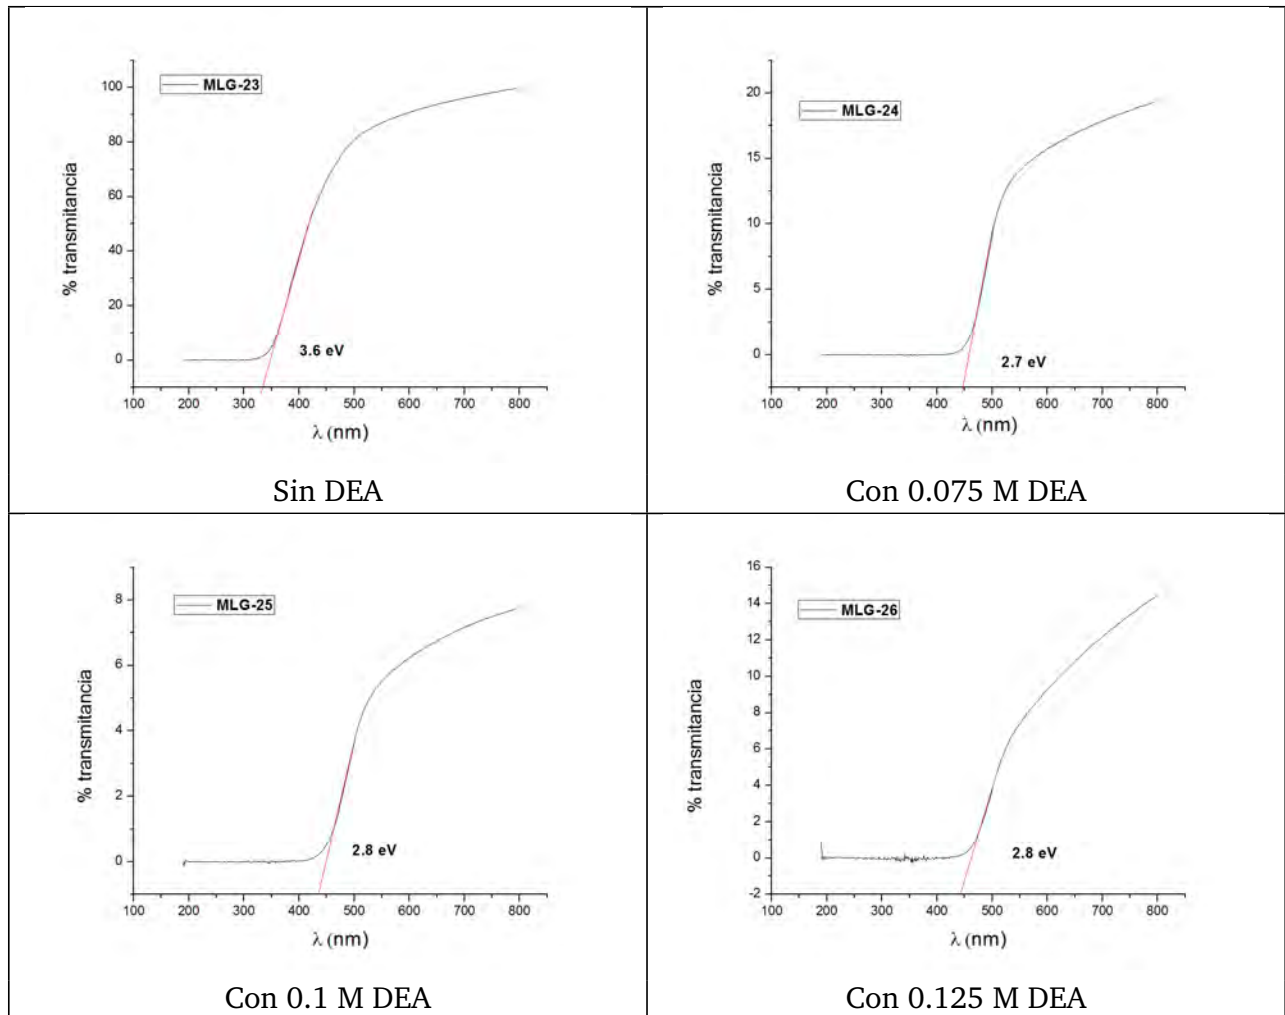 MLG-23
% transmitancia
100
80
60
40
20
0
3.6 eV
100 200 300 400 500 600 700 800
λ (nm)
Sin DEA
MLG-24
% transmitancia
20
15
10
5
0
2.7 eV
100 200 300 400 500 600 700 800
λ (nm)
Con 0.075 M DEA
MLG-25
% transmitancia
8
6
4
2
0
2.8 eV
100 200 300 400 500 600 700 800
λ (nm)
Con 0.1 M DEA
MLG-26
% transmitancia
16
14
12
10
8
6
4
2
0
-2
2.8 eV
100 200 300 400 500 600 700 800
λ (nm)
Con 0.125 M DEA